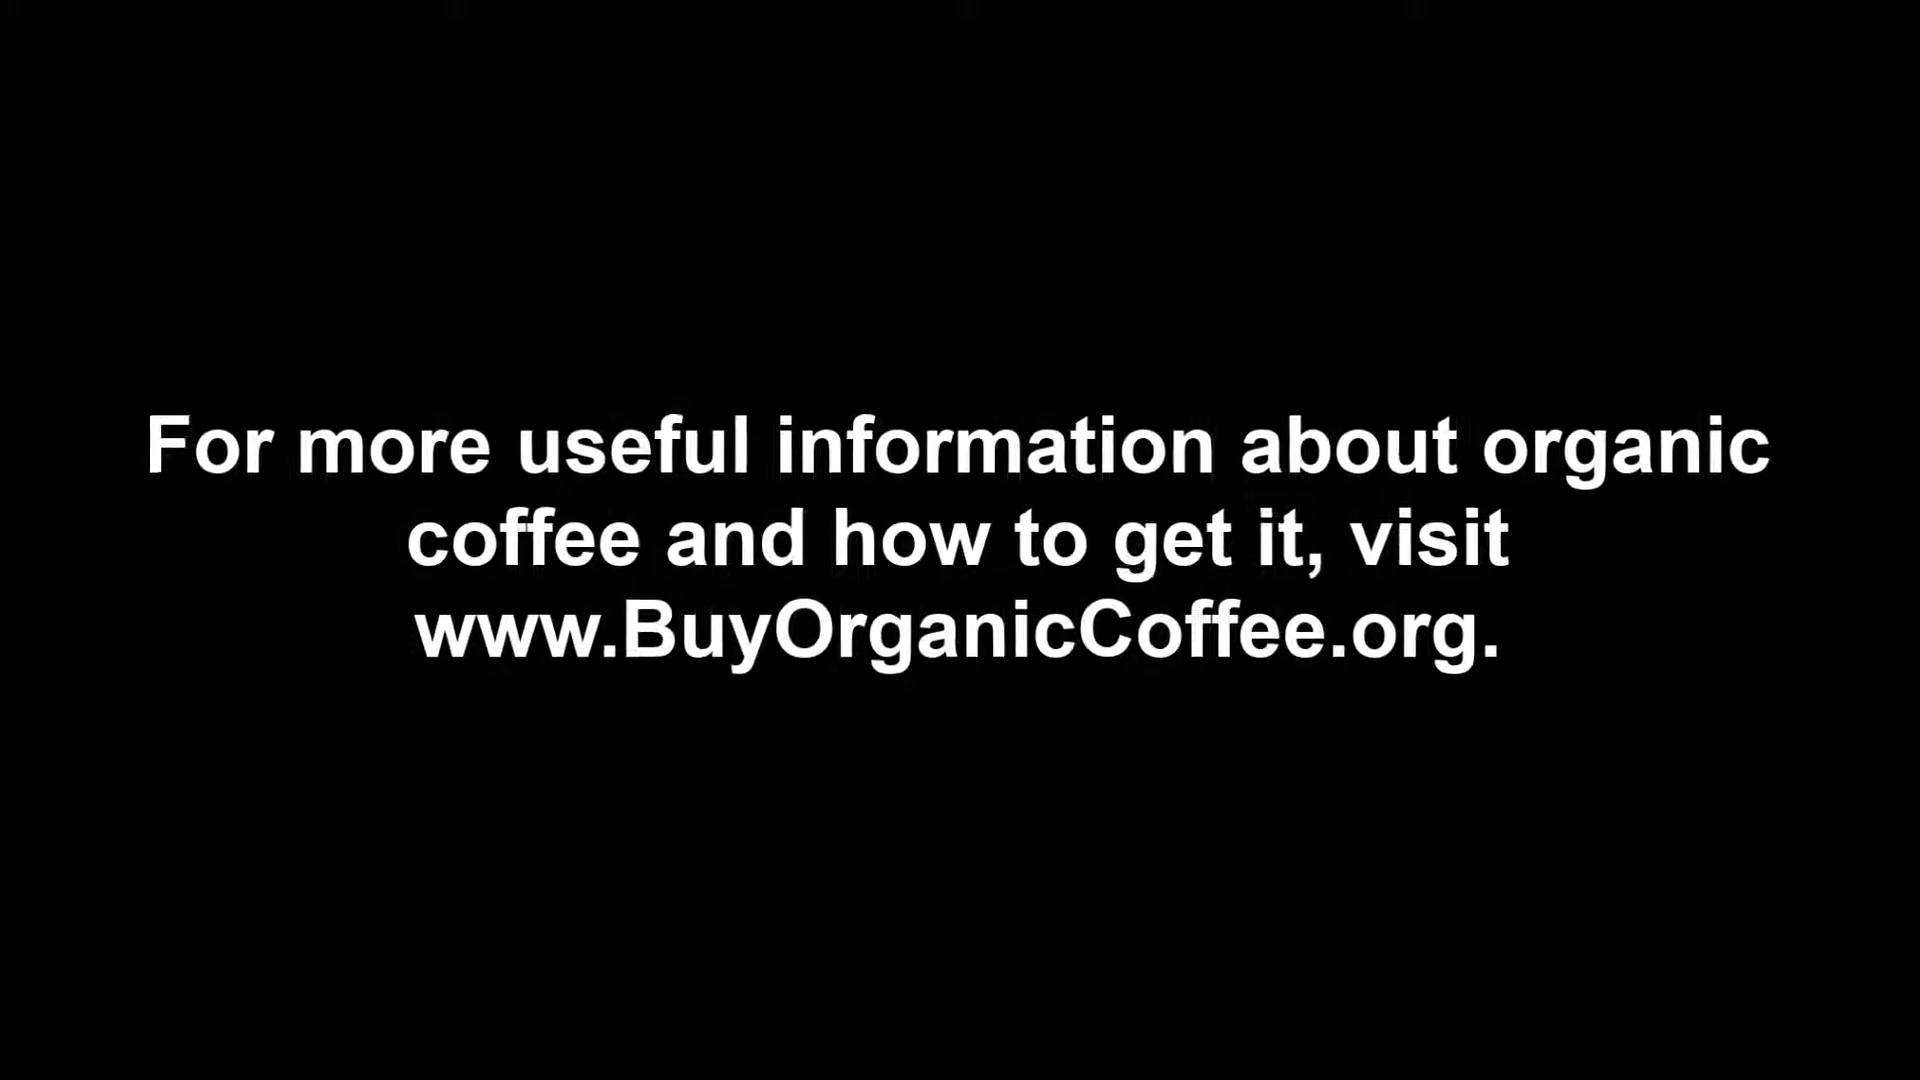 For more useful information about organic
coffee and how to get it, visit
www.BuyOrganicCoffee.org.